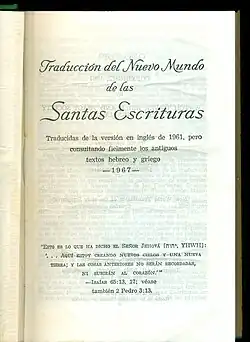 Traducción del Nuevo Mundo
de las
Santas Escrituras
Traducidas de la versión en inglés de 1961, pero
consultando fielmente los antiguos
textos hebreo y griego
—1967—
"ESTO ES LO QUE HA DICHO EL SEÑOR JEHOVÁ (יהוה, YHWH):
'. . . AQUÍ ESTOY CREANDO NUEVOS CIELOS Y UNA NUEVA
TIERRA; Y LAS COSAS ANTERIORES NO SERÁN RECORDADAS,
NI SUBIRÁN AL CORAZÓN.'"
—Isaías 65:13, 17; véase
también 2 Pedro 3:13.